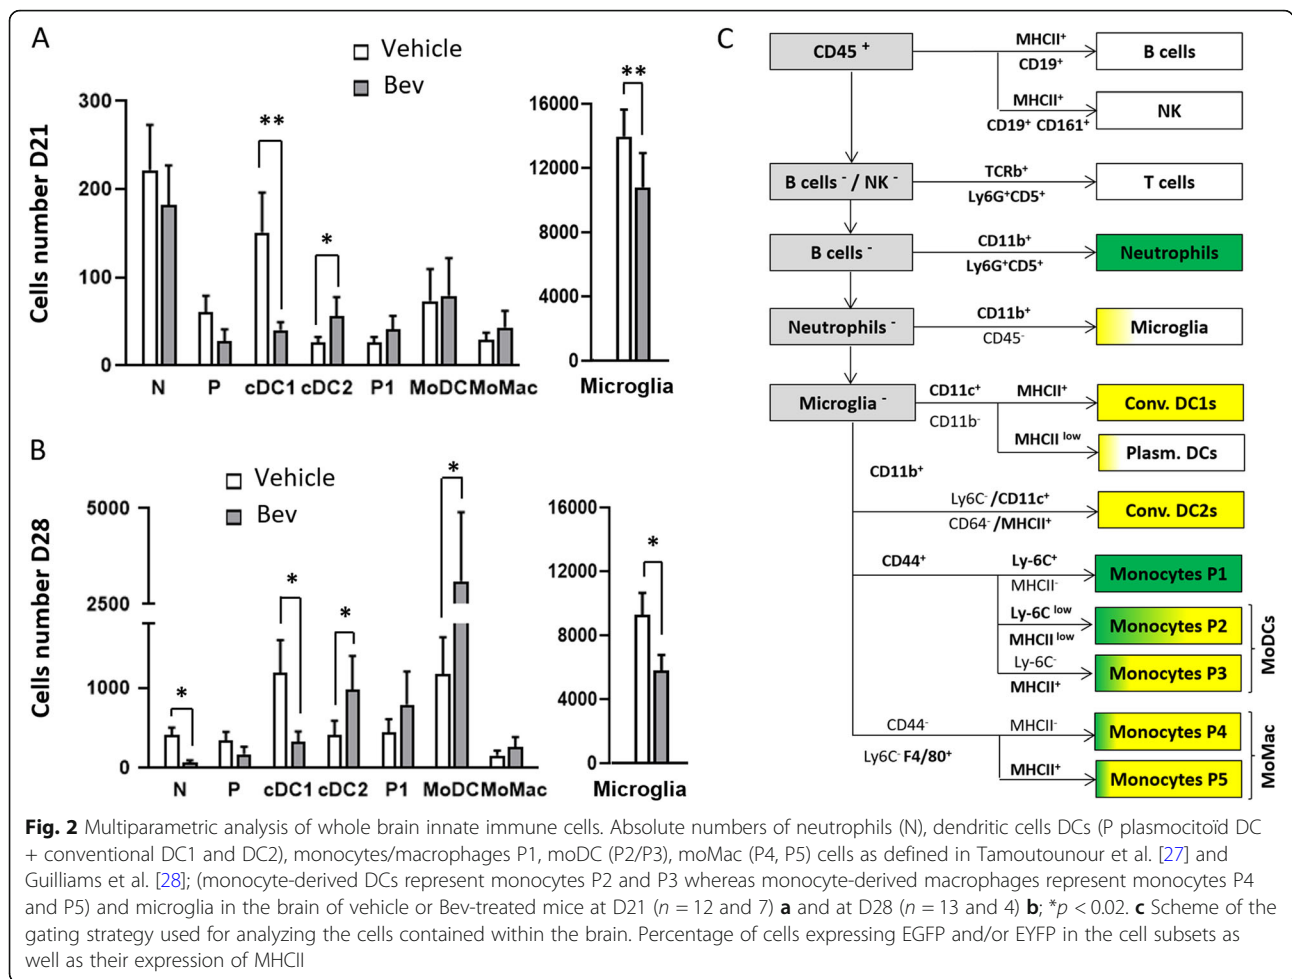 A
Vehicle
Bev
Cells number D21
300
200
100
0
**
*
N P cDC1 cDC2 P1 MoDC MoMac
16000
12000
8000
4000
0
**
Microglia
B
Vehicle
Bev
Cells number D28
5000
2500
1000
0
*
*
*
*
N P cDC1 cDC2 P1 MoDC MoMac
16000
12000
8000
4000
0
*
Microglia
C
CD45 +
MHCII+
CD19+
B cells
MHCII+
CD19+ CD161+
NK
B cells - / NK -
TCRb+
Ly6G+CD5+
T cells
B cells -
CD11b+
Ly6G+CD5+
Neutrophils
Neutrophils -
CD11b+
CD45-
Microglia
Microglia -
CD11c+
CD11b-
MHCII+
Conv. DC1s
MHCII low
Plasm. DCs
CD11b+
Ly6C-/CD11c+
CD64-/MHCII+
Conv. DC2s
CD44+
Ly-6C+
MHCII-
Monocytes P1
Ly-6C low
MHCII low
Monocytes P2
Ly-6C-
MHCII+
Monocytes P3
MoDCs
CD44-
Ly6C- F4/80+
MHCII-
Monocytes P4
MHCII+
Monocytes P5
MoMac
Fig. 2 Multiparametric analysis of whole brain innate immune cells. Absolute numbers of neutrophils (N), dendritic cells DCs (P plasmocitoïd DC
+ conventional DC1 and DC2), monocytes/macrophages P1, moDC (P2/P3), moMac (P4, P5) cells as defined in Tamoutounour et al. [27] and
Guilliams et al. [28]; (monocyte-derived DCs represent monocytes P2 and P3 whereas monocyte-derived macrophages represent monocytes P4
and P5) and microglia in the brain of vehicle or Bev-treated mice at D21 (n = 12 and 7) a and at D28 (n = 13 and 4) b; *p < 0.02. c Scheme of the
gating strategy used for analyzing the cells contained within the brain. Percentage of cells expressing EGFP and/or EYFP in the cell subsets as
well as their expression of MHCII